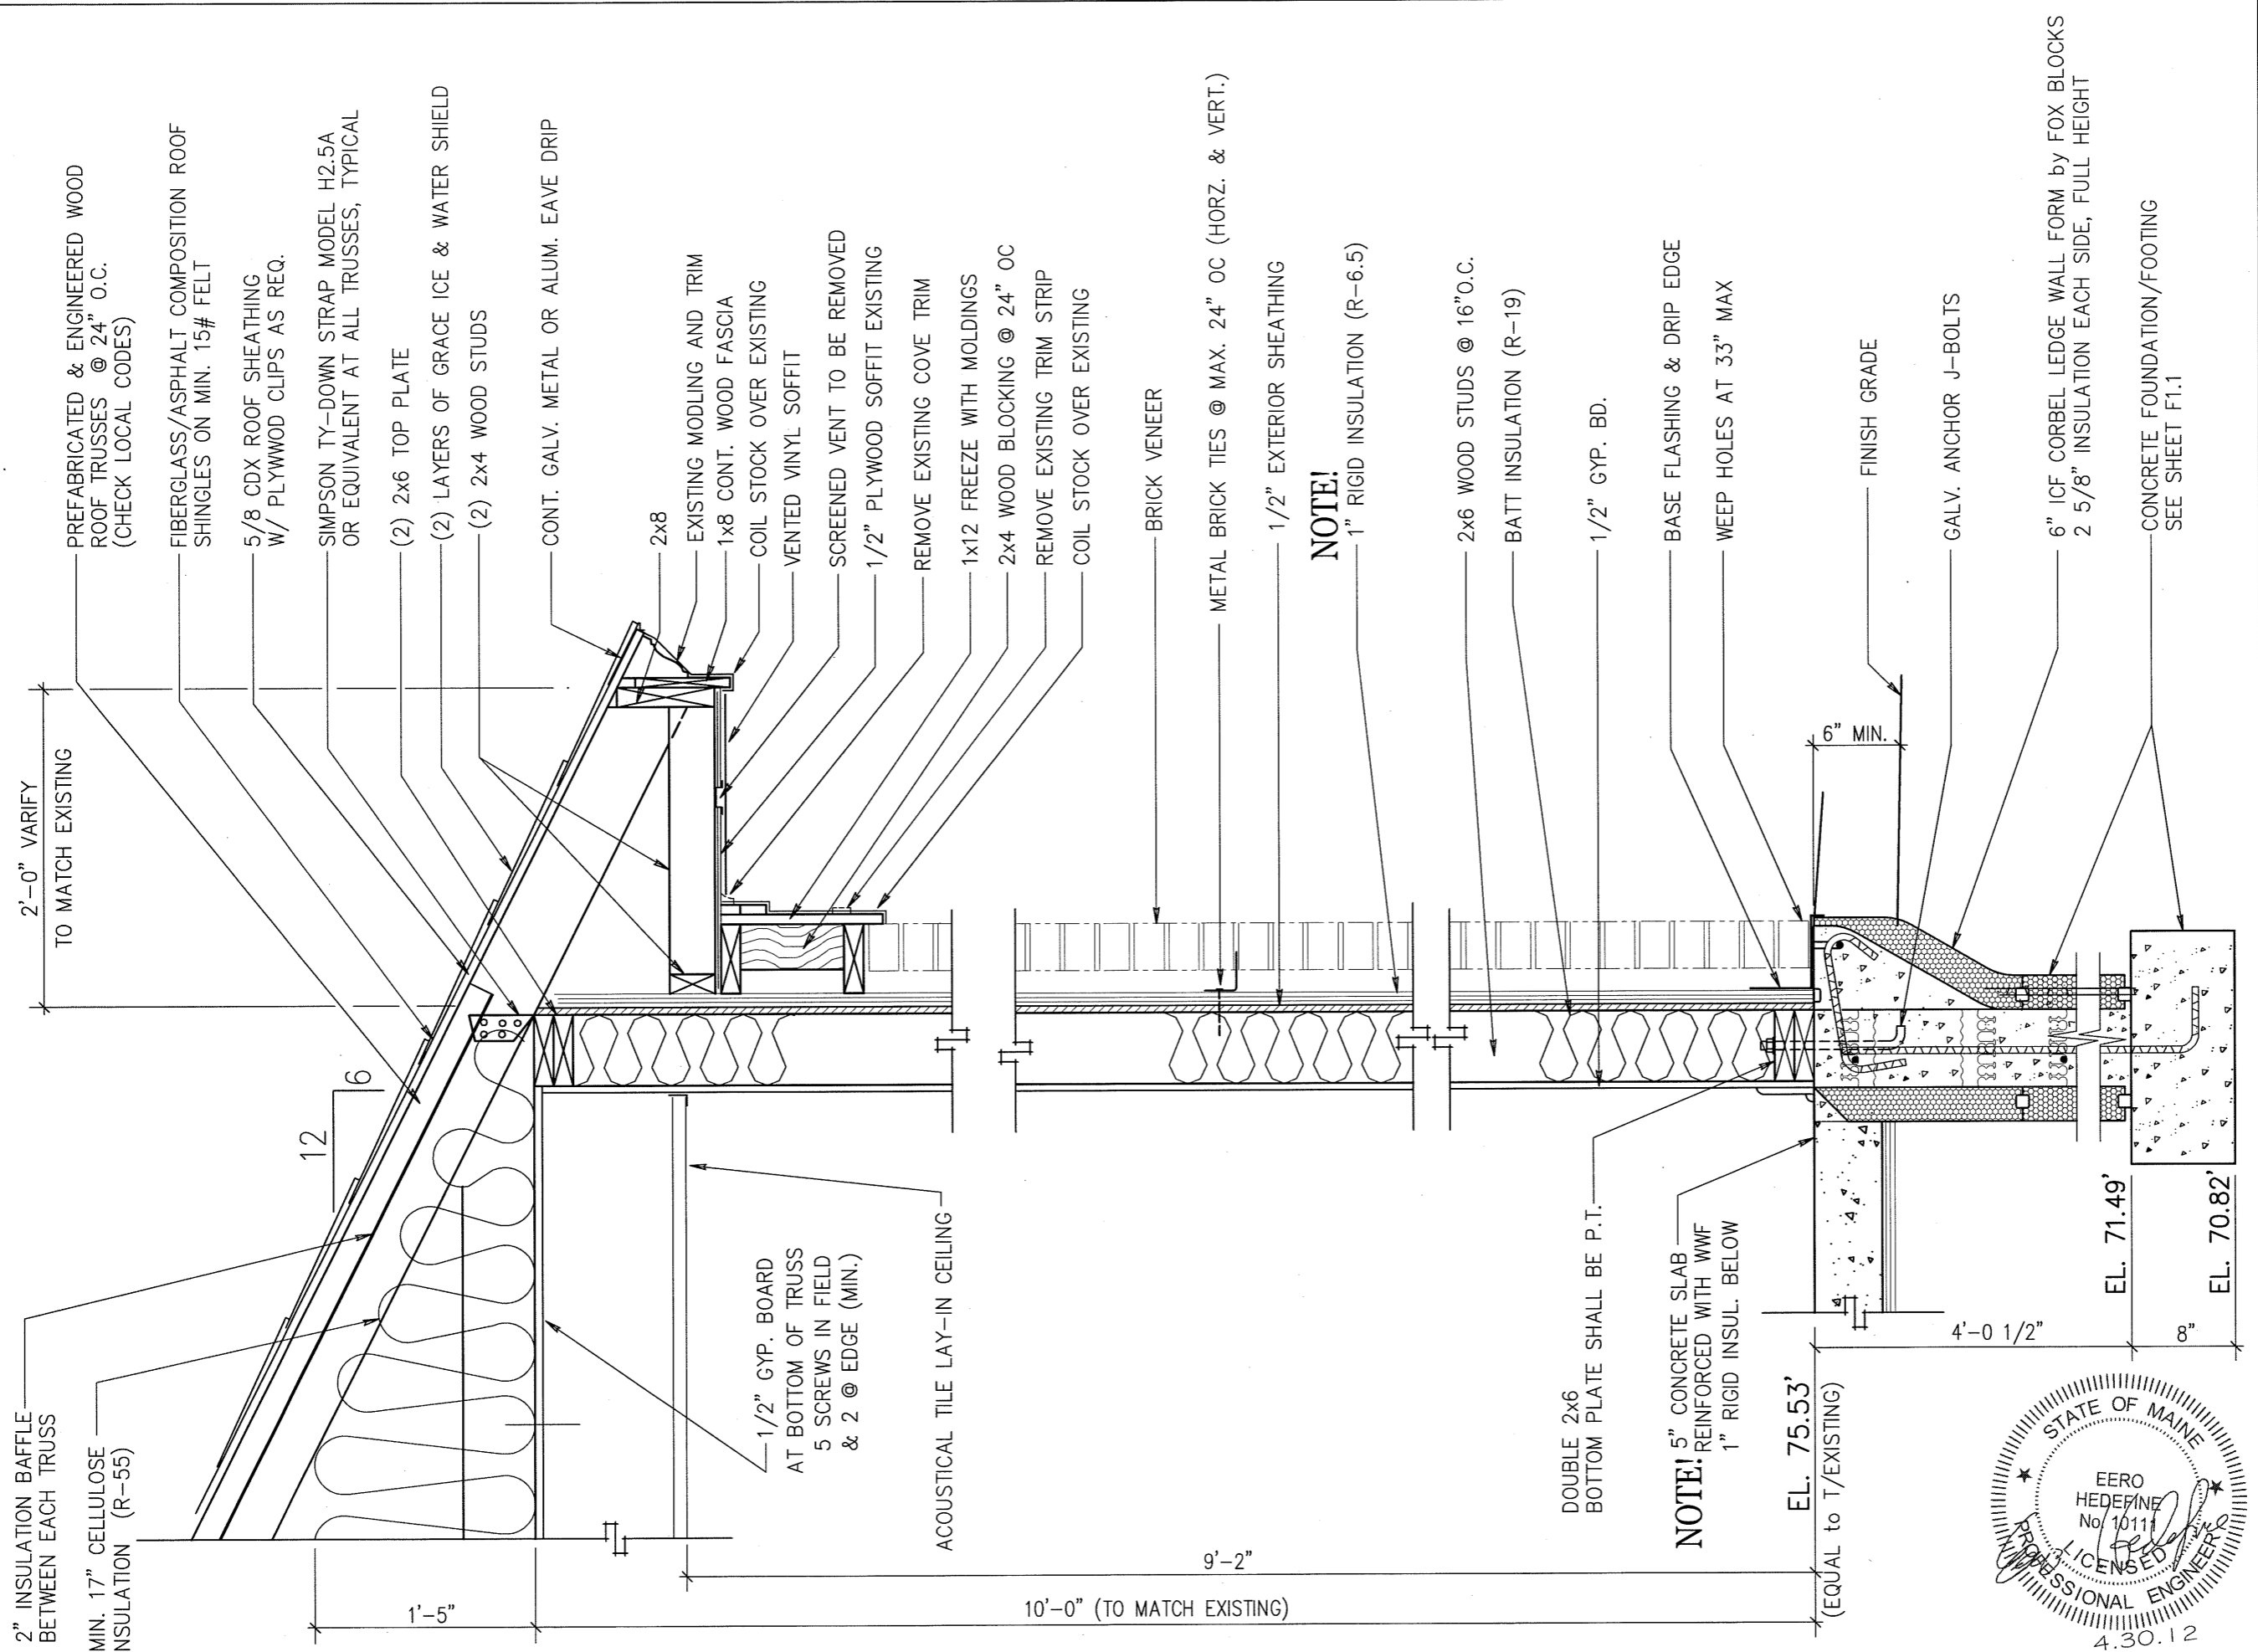 2'-0" VARIFY
TO MATCH EXISTING
PREFABRICATED & ENGINEERED WOOD
ROOF TRUSSES @ 24" O.C.
(CHECK LOCAL CODES)
FIBERGLASS/ASPHALT COMPOSITION ROOF
SHINGLES ON MIN. 15# FELT
5/8 CDX ROOF SHEATHING
W/ PLYWWOD CLIPS AS REQ.
SIMPSON TY-DOWN STRAP MODEL H2.5A
OR EQUIVALENT AT ALL TRUSSES, TYPICAL
(2) 2x6 TOP PLATE
(2) LAYERS OF GRACE ICE & WATER SHIELD
(2) 2x4 WOOD STUDS
CONT. GALV. METAL OR ALUM. EAVE DRIP
2x8
EXISTING MODLING AND TRIM
1x8 CONT. WOOD FASCIA
COIL STOCK OVER EXISTING
VENTED VINYL SOFFIT
SCREENED VENT TO BE REMOVED
1/2" PLYWOOD SOFFIT EXISTING
REMOVE EXISTING COVE TRIM
1x12 FREEZE WITH MOLDINGS
2x4 WOOD BLOCKING @ 24" OC
REMOVE EXISTING TRIM STRIP
COIL STOCK OVER EXISTING
BRICK VENEER
METAL BRICK TIES @ MAX. 24" OC (HORZ. & VERT.)
1/2" EXTERIOR SHEATHING
NOTE!
1" RIGID INSULATION (R-6.5)
2x6 WOOD STUDS @ 16"O.C.
BATT INSULATION (R-19)
1/2" GYP. BD.
BASE FLASHING & DRIP EDGE
WEEP HOLES AT 33" MAX
6" MIN.
FINISH GRADE
GALV. ANCHOR J-BOLTS
6" ICF CORBEL LEDGE WALL FORM by FOX BLOCKS
2 5/8" INSULATION EACH SIDE, FULL HEIGHT
CONCRETE FOUNDATION/FOOTING
SEE SHEET F1.1
12
6
2" INSULATION BAFFLE
BETWEEN EACH TRUSS
MIN. 17" CELLULOSE
NSULATION (R-55)
1/2" GYP. BOARD
AT BOTTOM OF TRUSS
5 SCREWS IN FIELD
& 2 @ EDGE (MIN.)
ACOUSTICAL TILE LAY-IN CEILING
DOUBLE 2x6
BOTTOM PLATE SHALL BE P.T.
NOTE! 5" CONCRETE SLAB
REINFORCED WITH WWF
1" RIGID INSUL. BELOW
EL. 75.53'
(EQUAL to T/EXISTING)
EL. 71.49'
EL. 70.82'
4'-0 1/2"
8"
1'-5"
9'-2"
10'-0" (TO MATCH EXISTING)
STATE OF MAINE
EERO
HEDEFINE
No. 10111
LICENSED
PROFESSIONAL ENGINEER
4.30.12